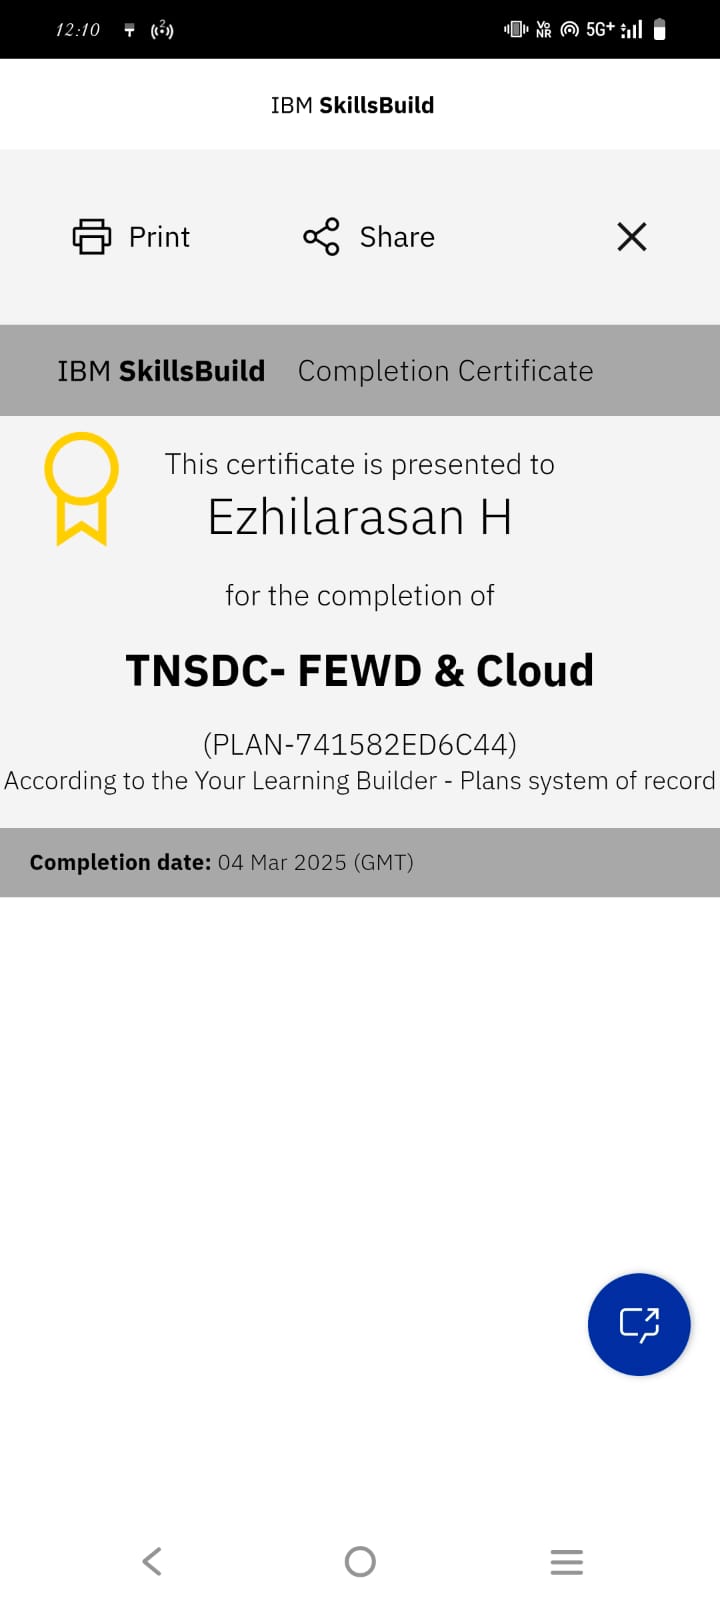 12:10
Vo
NR
5G+
IBM SkillsBuild
Print
Share
IBM SkillsBuild Completion Certificate
This certificate is presented to
Ezhilarasan H
for the completion of
TNSDC- FEWD & Cloud
(PLAN-741582ED6C44)
According to the Your Learning Builder - Plans system of record
Completion date: 04 Mar 2025 (GMT)